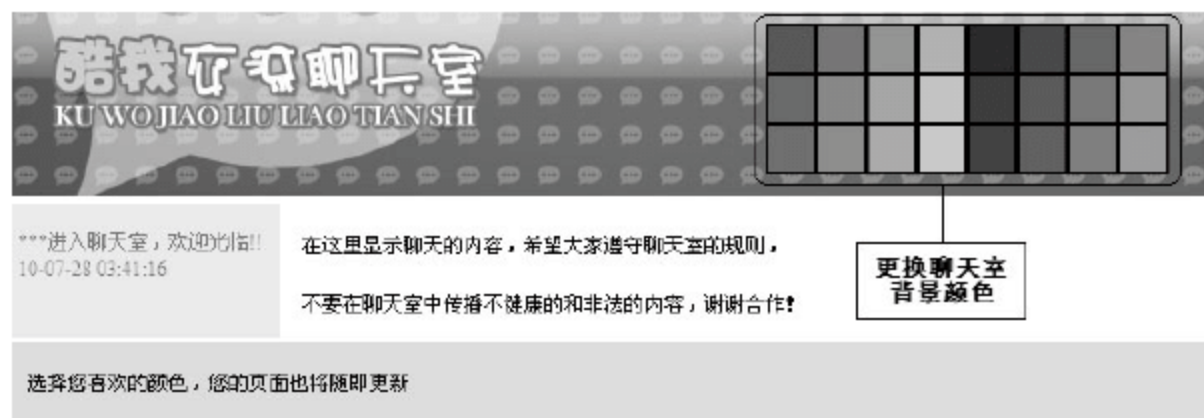 酷我交流聊天室
KU WO JIAO LIU LIAO TIAN SHI
***进入聊天室，欢迎光临!!
10-07-28 03:41:16
在这里显示聊天的内容，希望大家遵守聊天室的规则，
不要在聊天室中传播不健康的和非法的内容，谢谢合作!
更换聊天室
背景颜色
选择您喜欢的颜色，您的页面也将随即更新